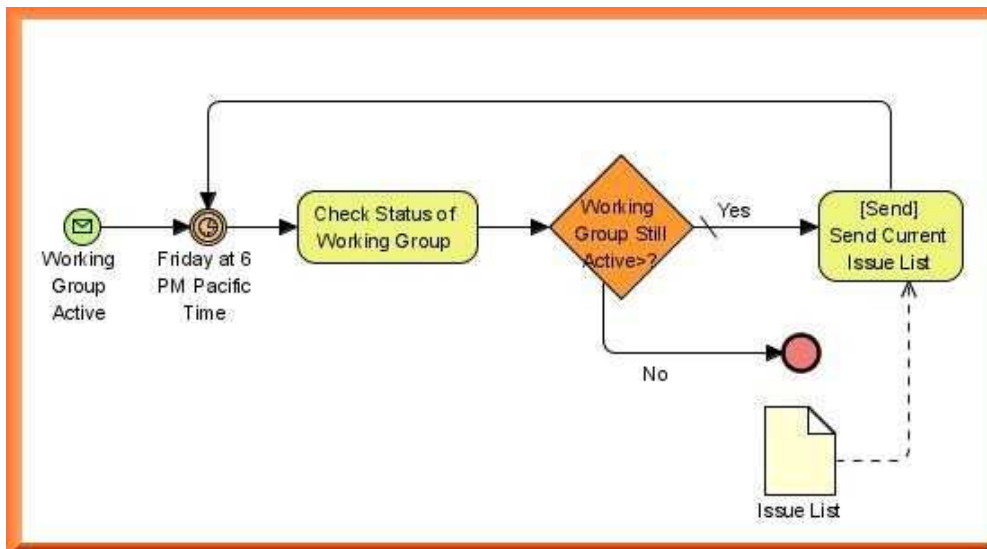 Working
Group
Active
Friday at 6
PM Pacific
Time
Check Status of
Working Group
Working
Group Still
Active>?
Yes
No
[Send]
Send Current
Issue List
Issue List